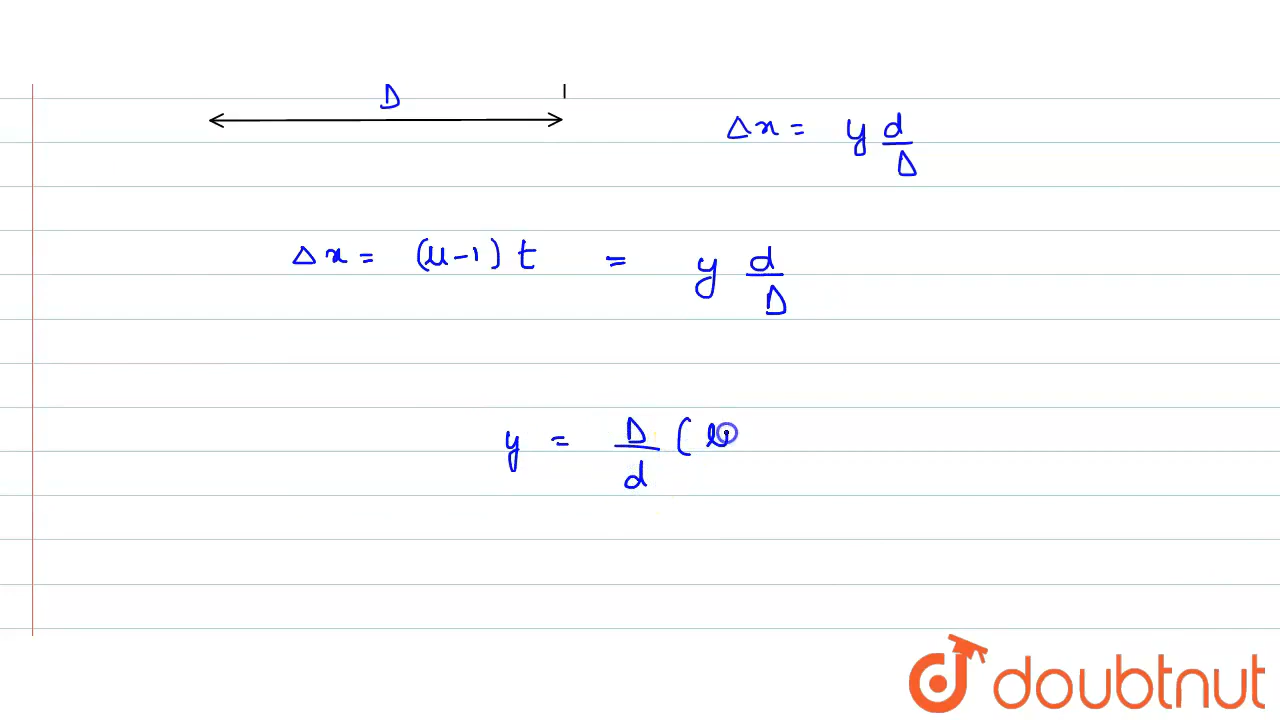 D
Δx = y d/D
Δx = (μ-1) t = y d/D
y = D/d (
doubtnut